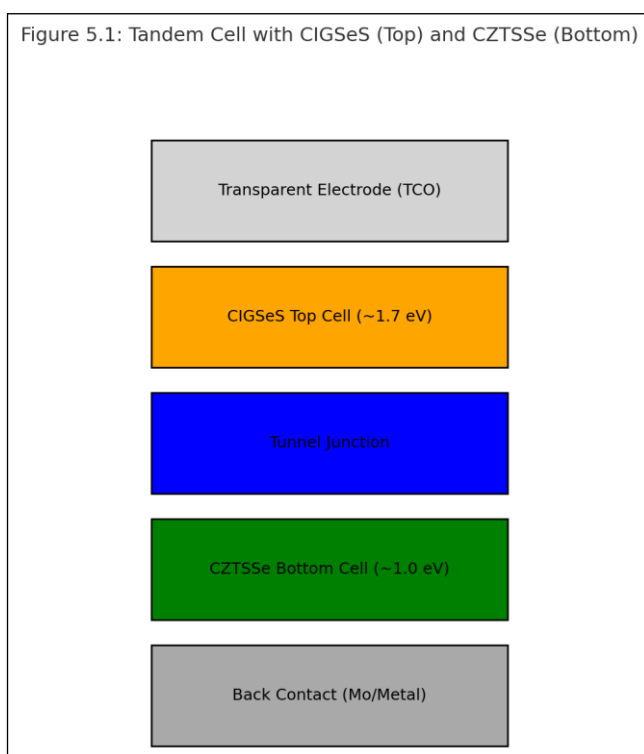 Figure 5.1: Tandem Cell with CIGSeS (Top) and CZTSSe (Bottom)
Transparent Electrode (TCO)
CIGSeS Top Cell (~1.7 eV)
Tunnel Junction
CZTSSe Bottom Cell (~1.0 eV)
Back Contact (Mo/Metal)